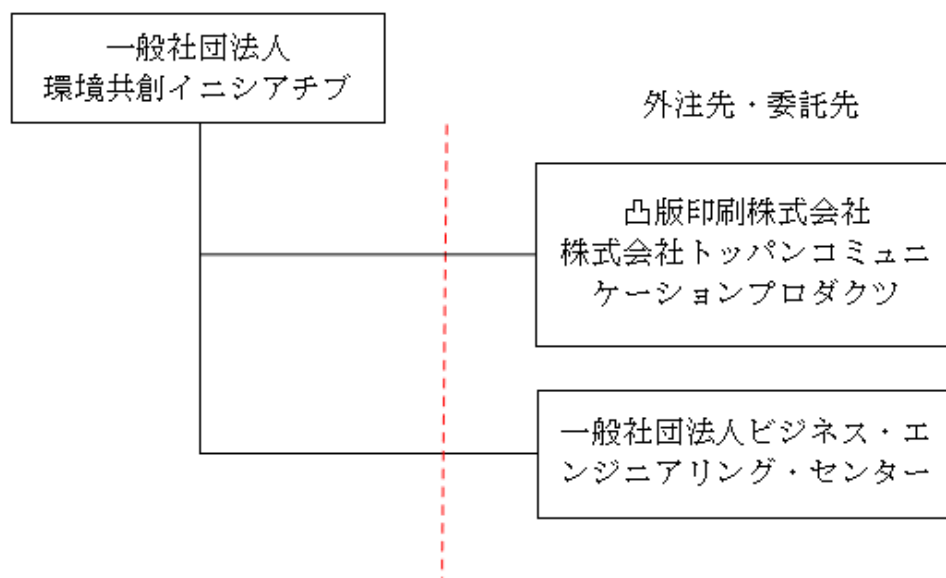 一般社団法人
環境共創イニシアチブ
外注先・委託先
凸版印刷株式会社
株式会社トッパンコミュニ
ケーションプロダクツ
一般社団法人ビジネス・エ
ンジニアリング・センター